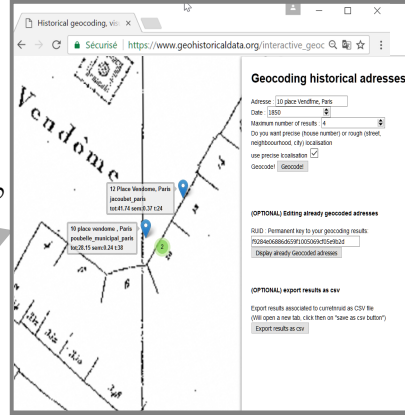 Historical geocoding, vis
Sécurisé | https://www.geohistoricaldata.org/interactive_geoc
Geocoding historical adresses
Adresse : 10 place Vendfme, Paris
Date : 1850
Maximum number of results 4
Do you want precise (house number) or rough (street,
neighboourhood, city) localisation
use precise lcoalisation
Geocode! Geocode!
Vendôme
12 Place Vendome, Paris
jacoubet_paris
tot:41.74 sem:0.37 t:24
10 place vendome , Paris
poubelle_municipal_paris
tot:28.15 sem:0.24 t:38
2
(OPTIONAL) Editing already geocoded adresses
RUID : Permanent key to your geocoding results:
f9284e06886d659f1005069cf05e9b2d
Display already Geocoded adresses
(OPTIONAL) export results as csv
Export results associated to currentruid as CSV file
(Will open a new tab, click then on "save as csv button")
Export results as csv